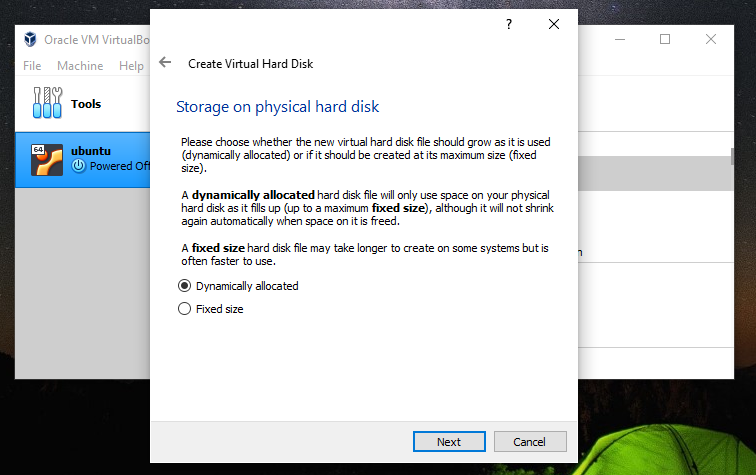 ?
Oracle VM VirtualBo
File Machine Help
Create Virtual Hard Disk
Tools
Storage on physical hard disk
64
ubuntu
Powered Off
Please choose whether the new virtual hard disk file should grow as it is used
(dynamically allocated) or if it should be created at its maximum size (fixed
size).
A dynamically allocated hard disk file will only use space on your physical
hard disk as it fills up (up to a maximum fixed size), although it will not shrink
again automatically when space on it is freed.
A fixed size hard disk file may take longer to create on some systems but is
often faster to use.
Dynamically allocated
Fixed size
Next Cancel